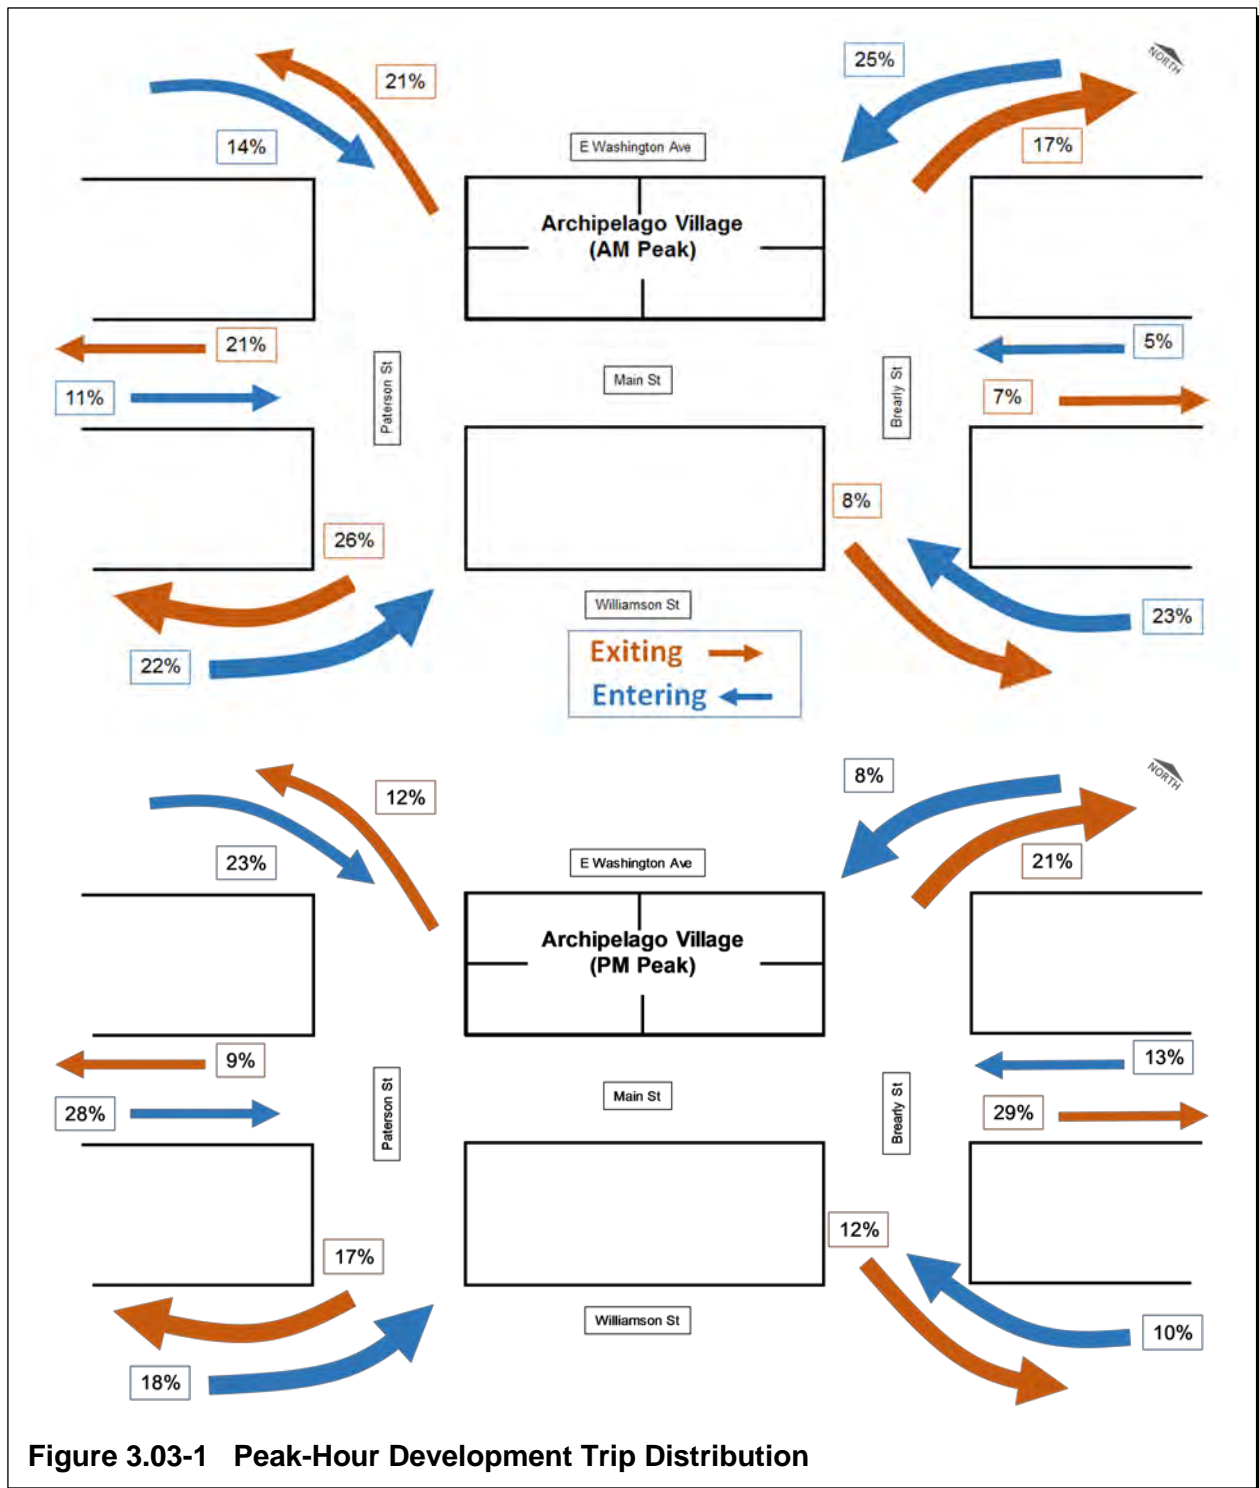 21%
25%
NORTH
14%
E Washington Ave
17%
Archipelago Village
(AM Peak)
21%
5%
11%
Paterson St
Main St
Brearly St
7%
8%
26%
Williamson St
23%
22%
Exiting
Entering
12%
8%
NORTH
23%
E Washington Ave
21%
Archipelago Village
(PM Peak)
9%
13%
28%
Paterson St
Main St
Brearly St
29%
17%
12%
Williamson St
10%
18%
Figure 3.03-1 Peak-Hour Development Trip Distribution